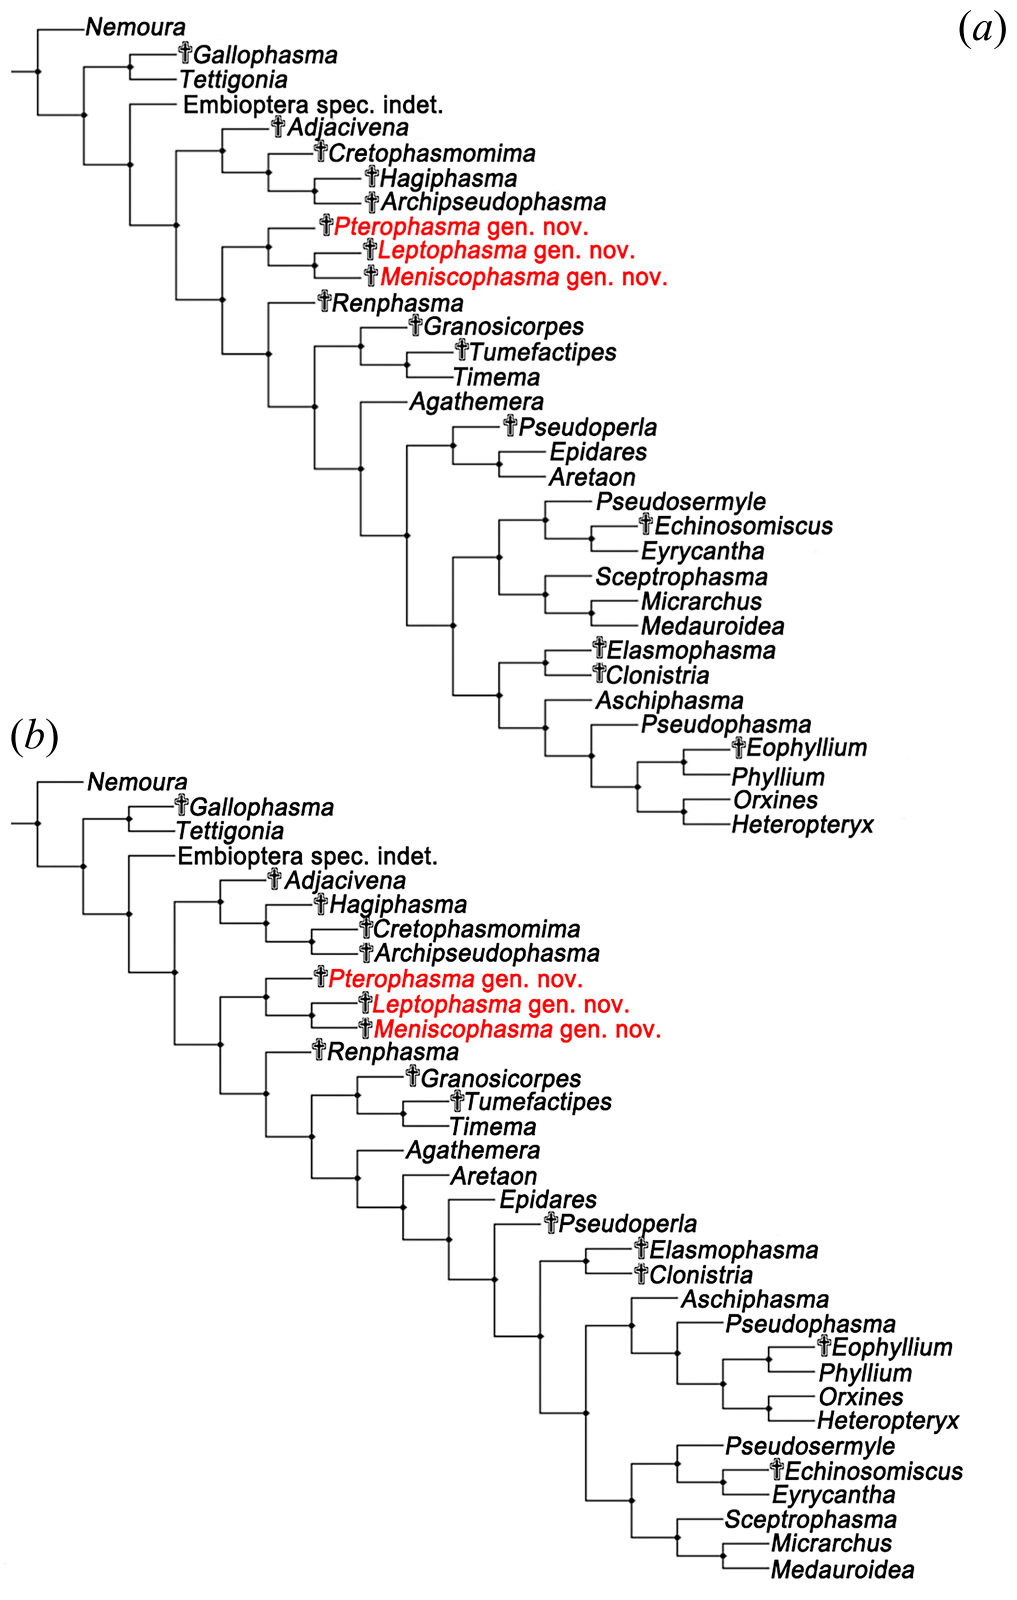 (a)
Nemoura
†Gallophasma
Tettigonia
Embioptera spec. indet.
†Adjacivena
†Cretophasmomima
†Hagiphasma
†Archipseudophasma
†Pterophasma gen. nov.
†Leptophasma gen. nov.
†Meniscophasma gen. nov.
†Renphasma
†Granosicorpes
†Tumefactipes
Timema
Agathemera
†Pseudoperla
Epidares
Aretaon
Pseudosermyle
†Echinosomiscus
Eyrycantha
Sceptrophasma
Micrarchus
Medauroidea
†Elasmophasma
†Clonistria
Aschiphasma
Pseudophasma
†Eophyllium
Phyllium
Orxines
Heteropteryx
(b)
Nemoura
†Gallophasma
Tettigonia
Embioptera spec. indet.
†Adjacivena
†Hagiphasma
†Cretophasmomima
†Archipseudophasma
†Pterophasma gen. nov.
†Leptophasma gen. nov.
†Meniscophasma gen. nov.
†Renphasma
†Granosicorpes
†Tumefactipes
Timema
Agathemera
Aretaon
Epidares
†Pseudoperla
†Elasmophasma
†Clonistria
Aschiphasma
Pseudophasma
†Eophyllium
Phyllium
Orxines
Heteropteryx
Pseudosermyle
†Echinosomiscus
Eyrycantha
Sceptrophasma
Micrarchus
Medauroidea